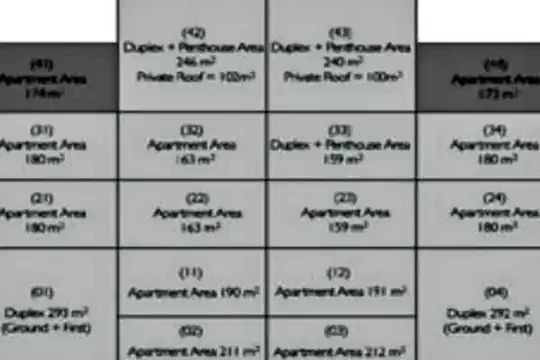 (42)
Duplex + Penthouse Area
246 m²
Private Roof = 102m²
(43)
Duplex + Penthouse Area
240 m²
Private Roof = 100m²
(41)
Apartment Area
174 m²
(44)
Apartment Area
173 m²
(31)
Apartment Area
180 m²
(32)
Apartment Area
163 m²
(33)
Duplex + Penthouse Area
159 m²
(34)
Apartment Area
180 m²
(21)
Apartment Area
180 m²
(22)
Apartment Area
163 m²
(23)
Apartment Area
159 m²
(24)
Apartment Area
180 m²
(01)
Duplex 293 m²
(Ground + First)
(11)
Apartment Area 190 m²
(12)
Apartment Area 191 m²
(04)
Duplex 292 m²
(Ground + First)
(02)
Apartment Area 211 m²
(03)
Apartment Area 212 m²